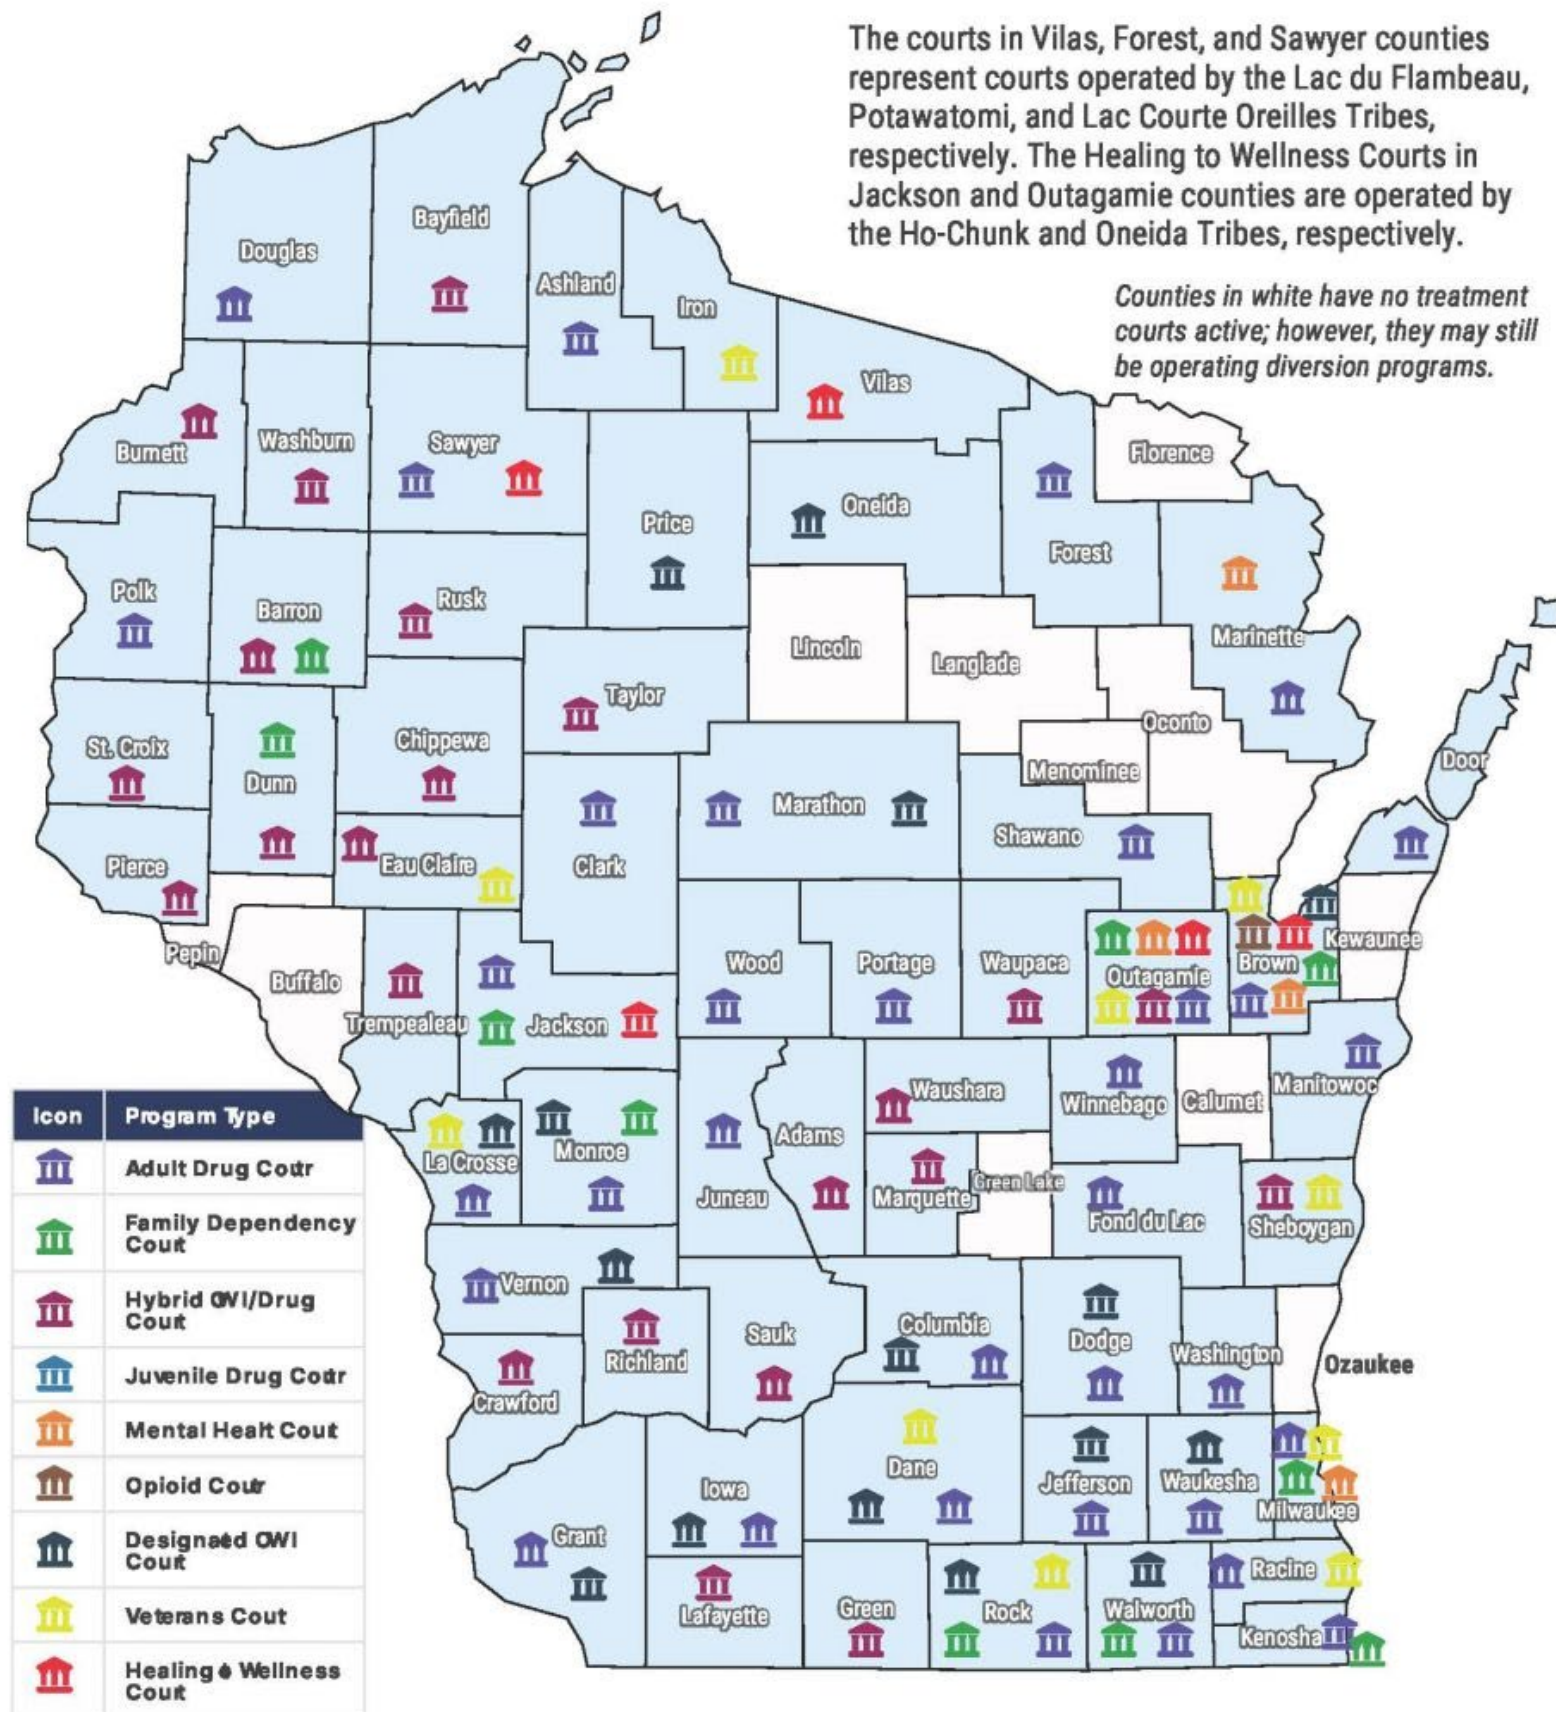 The courts in Vilas, Forest, and Sawyer counties
represent courts operated by the Lac du Flambeau,
Potawatomi, and Lac Courte Oreilles Tribes,
respectively. The Healing to Wellness Courts in
Jackson and Outagamie counties are operated by
the Ho-Chunk and Oneida Tribes, respectively.
Counties in white have no treatment
courts active; however, they may still
be operating diversion programs.
Bayfield
Douglas
Ashland
Iron
Vilas
Burnett
Washburn
Sawyer
Florence
Price
Oneida
Forest
Polk
Barron
Rusk
Marinette
Lincoln
Langlade
Taylor
Oconto
St. Croix
Chippewa
Dunn
Menominee
Door
Marathon
Shawano
Pierce
Eau Claire
Clark
Pepin
Buffalo
Wood
Portage
Waupaca
Outagamie
Brown
Kewaunee
Trempealeau
Jackson
Waushara
Winnebago
Calumet
Manitowoc
La Crosse
Monroe
Juneau
Adams
Marquette
Green Lake
Fond du Lac
Sheboygan
Vernon
Richland
Sauk
Columbia
Dodge
Washington
Ozaukee
Crawford
Iowa
Dane
Jefferson
Waukesha
Milwaukee
Grant
Lafayette
Green
Rock
Walworth
Racine
Kenosha
Icon Program Type
Adult Drug Coutr
Family Dependency
Court
Hybrid OWI/Drug
Court
Juvenile Drug Coutr
Mental Healt Cout
Opioid Coutr
Designated OWI
Court
Veterans Cout
Healing Wellness
Court